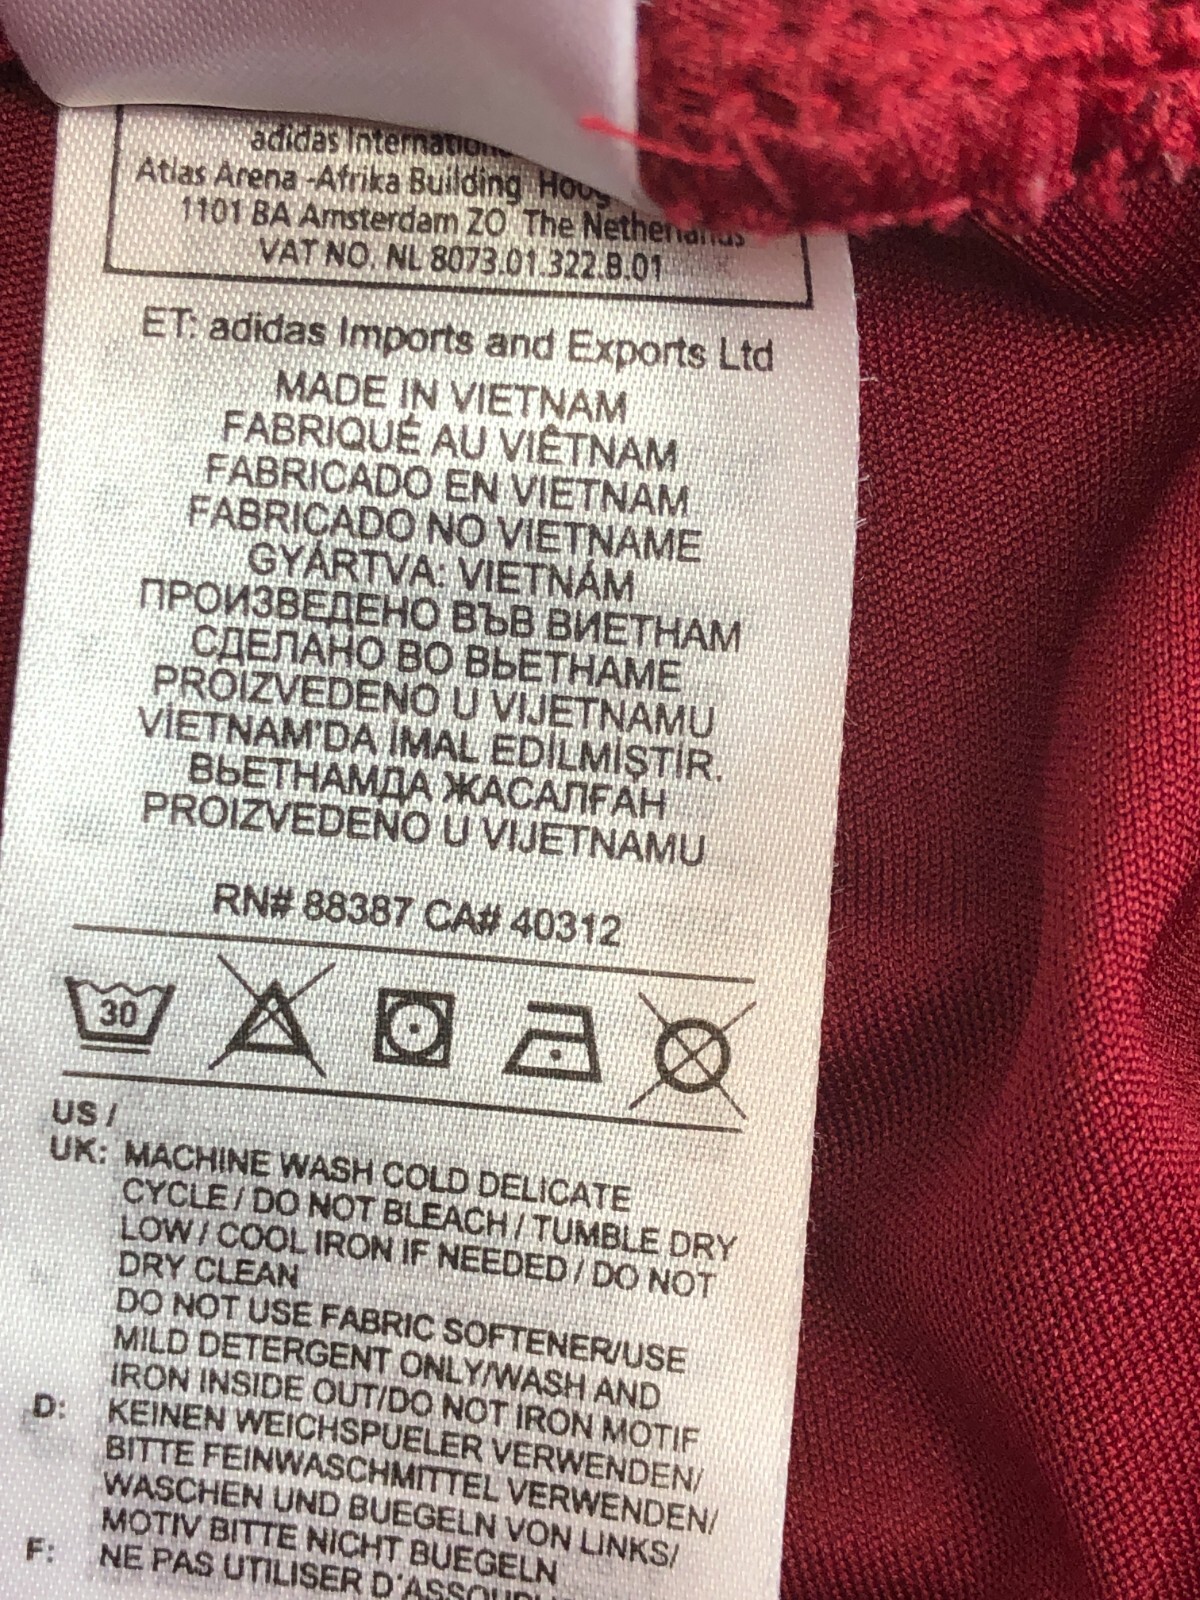 adidas
Atlas Arena -Afrika Building
1101 BA Amsterdam ZO The Netherlands
VAT NO. NL 8073.01.322.B.01
ET: adidas Imports and Exports Ltd
MADE IN VIETNAM
FABRIQUÉ AU VIÊTNAM
FABRICADO EN VIETNAM
FABRICADO NO VIETNAME
GYÁRTVA: VIETNÁM
ПРОИЗВЕДЕНО ВЪВ ВИЕТНАМ
СДЕЛАНО ВО ВЬЕТНАМЕ
PROIZVEDENO U VIJETNAMU
VİETNAM'DA İMAL EDİLMİŞTİR.
ВЬЕТНАМДА ЖАСАЛҒАН
PROIZVEDENO U VIJETNAMU
RN# 88387 CA# 40312
30
US /
UK: MACHINE WASH COLD DELICATE
CYCLE / DO NOT BLEACH / TUMBLE DRY
LOW / COOL IRON IF NEEDED / DO NOT
DRY CLEAN
DO NOT USE FABRIC SOFTENER/USE
MILD DETERGENT ONLY/WASH AND
IRON INSIDE OUT/DO NOT IRON MOTIF
D: KEINEN WEICHSPUELER VERWENDEN/
BITTE FEINWASCHMITTEL VERWENDEN/
WASCHEN UND BUEGELN VON LINKS/
MOTIV BITTE NICHT BUEGELN
F: NE PAS UTILISER